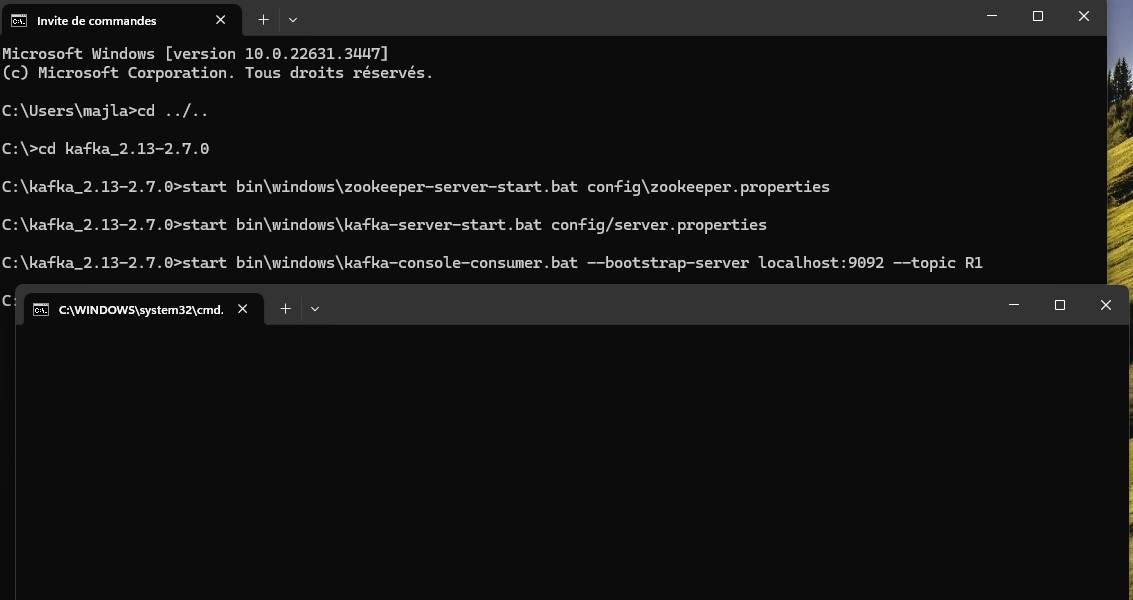 Invite de commandes
Microsoft Windows [version 10.0.22631.3447]
(c) Microsoft Corporation. Tous droits réservés.
C:\Users\majla>cd ../..
C:\>cd kafka_2.13-2.7.0
C:\kafka_2.13-2.7.0>start bin\windows\zookeeper-server-start.bat config\zookeeper.properties
C:\kafka_2.13-2.7.0>start bin\windows\kafka-server-start.bat config/server.properties
C:\kafka_2.13-2.7.0>start bin\windows\kafka-console-consumer.bat --bootstrap-server localhost:9092 --topic R1
C:
C:\WINDOWS\system32\cmd.